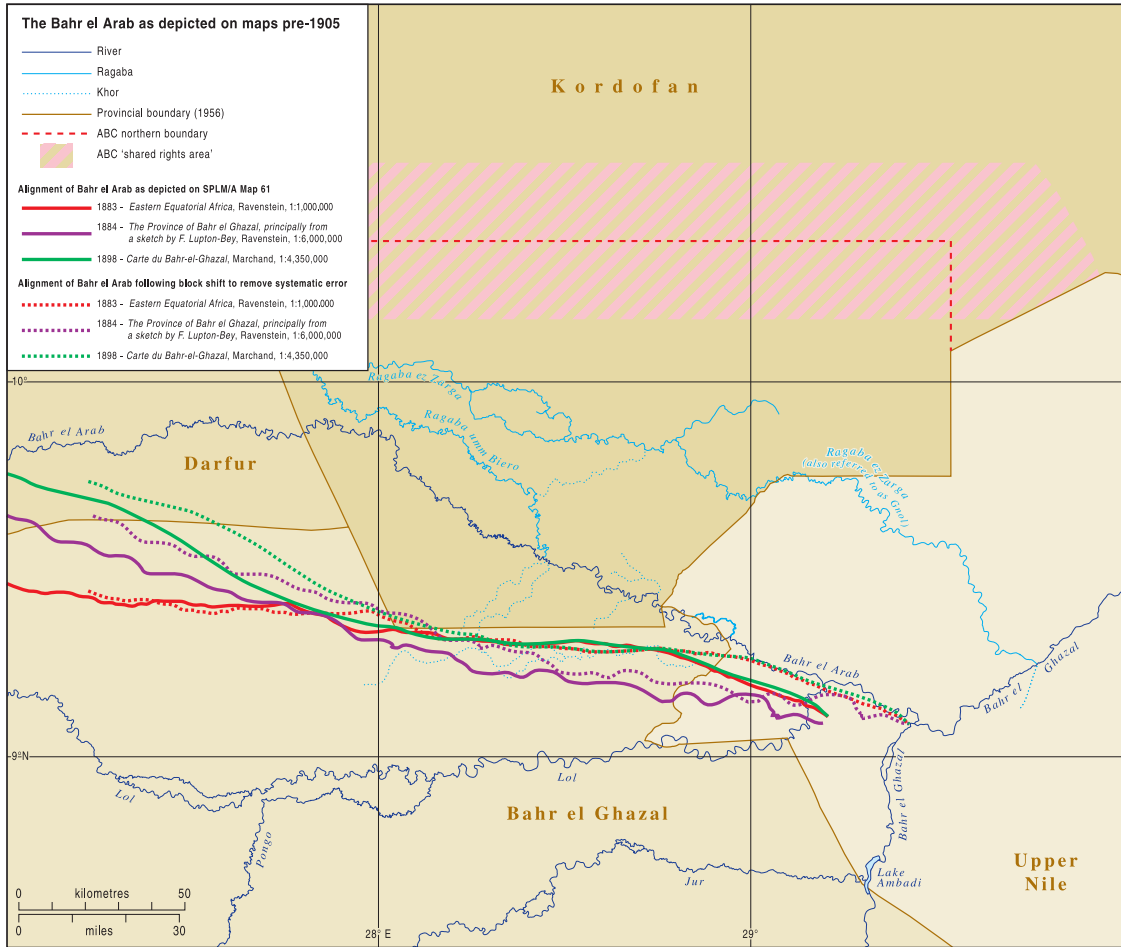 The Bahr el Arab as depicted on maps pre-1905
River
Ragaba
Khor
Provincial boundary (1956)
ABC northern boundary
ABC 'shared rights area'
Alignment of Bahr el Arab as depicted on SPLM/A Map 61
1883 - Eastern Equatorial Africa, Ravenstein, 1:1,000,000
1884 - The Province of Bahr el Ghazal, principally from
a sketch by F. Lupton-Bey, Ravenstein, 1:6,000,000
1898 - Carte du Bahr-el-Ghazal, Marchand, 1:4,350,000
Alignment of Bahr el Arab following block shift to remove systematic error
1883 - Eastern Equatorial Africa, Ravenstein, 1:1,000,000
1884 - The Province of Bahr el Ghazal, principally from
a sketch by F. Lupton-Bey, Ravenstein, 1:6,000,000
1898 - Carte du Bahr-el-Ghazal, Marchand, 1:4,350,000
Kordofan
10°
Ragaba ez Zarga
Ragaba umm Biero
Bahr el Arab
Darfur
Ragaba ez Zarga
(also referred to as Gnol)
Bahr el Arab
Bahr el Ghazal
9°N
Lol
Lol
Bahr el Ghazal
Bahr el Ghazal
Pongo
Jur
Lake
Ambadi
Upper
Nile
0 kilometres 50
0 miles 30
28° E
29°